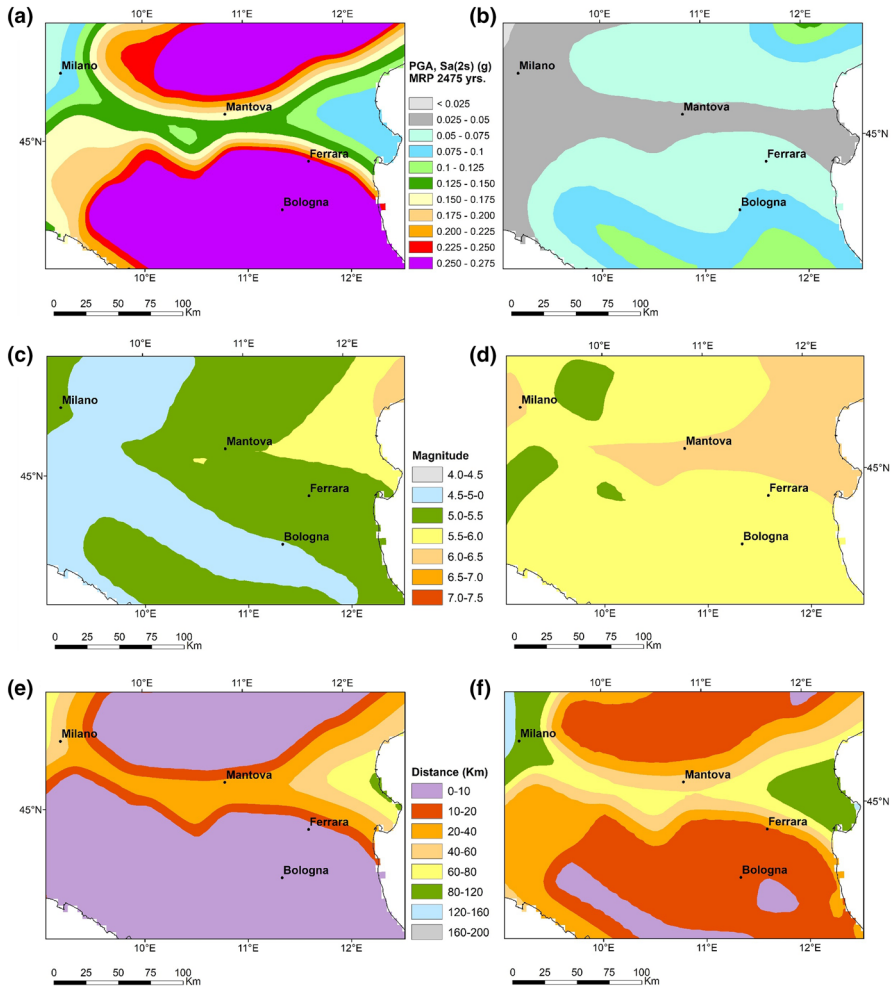 (a)
10°E
11°E
12°E
Milano
Mantova
Ferrara
Bologna
45°N
10°E
11°E
12°E
0 25 50 75 100
Km
PGA, Sa(2s) (g)
MRP 2475 yrs.
< 0.025
0.025 - 0.05
0.05 - 0.075
0.075 - 0.1
0.1 - 0.125
0.125 - 0.150
0.150 - 0.175
0.175 - 0.200
0.200 - 0.225
0.225 - 0.250
0.250 - 0.275
(b)
10°E
11°E
12°E
Milano
Mantova
Ferrara
Bologna
45°N
10°E
11°E
12°E
0 25 50 75 100
Km
(c)
10°E
11°E
12°E
Milano
Mantova
Ferrara
Bologna
45°N
10°E
11°E
12°E
0 25 50 75 100
Km
Magnitude
4.0-4.5
4.5-5.0
5.0-5.5
5.5-6.0
6.0-6.5
6.5-7.0
7.0-7.5
(d)
10°E
11°E
12°E
Milano
Mantova
Ferrara
Bologna
45°N
10°E
11°E
12°E
0 25 50 75 100
Km
(e)
10°E
11°E
12°E
Milano
Mantova
Ferrara
Bologna
45°N
10°E
11°E
12°E
0 25 50 75 100
Km
Distance (Km)
0-10
10-20
20-40
40-60
60-80
80-120
120-160
160-200
(f)
10°E
11°E
12°E
Milano
Mantova
Ferrara
Bologna
45°N
10°E
11°E
12°E
0 25 50 75 100
Km